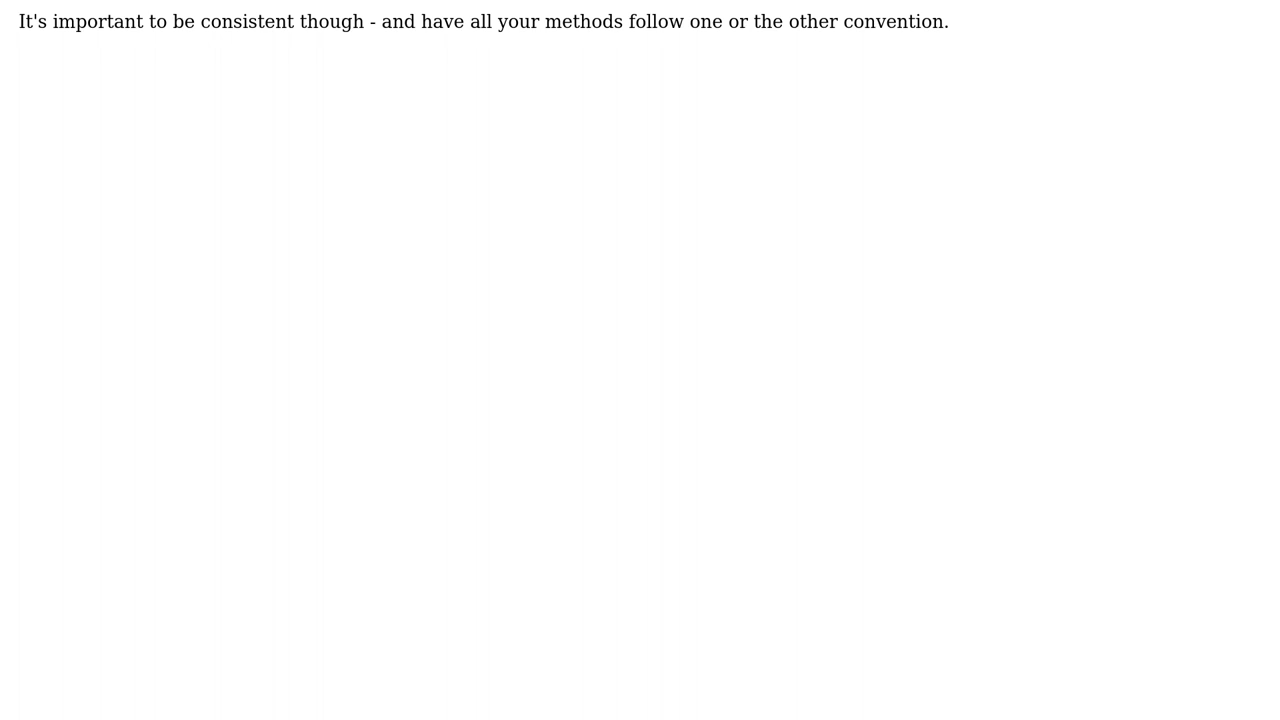 It's important to be consistent though - and have all your methods follow one or the other convention.